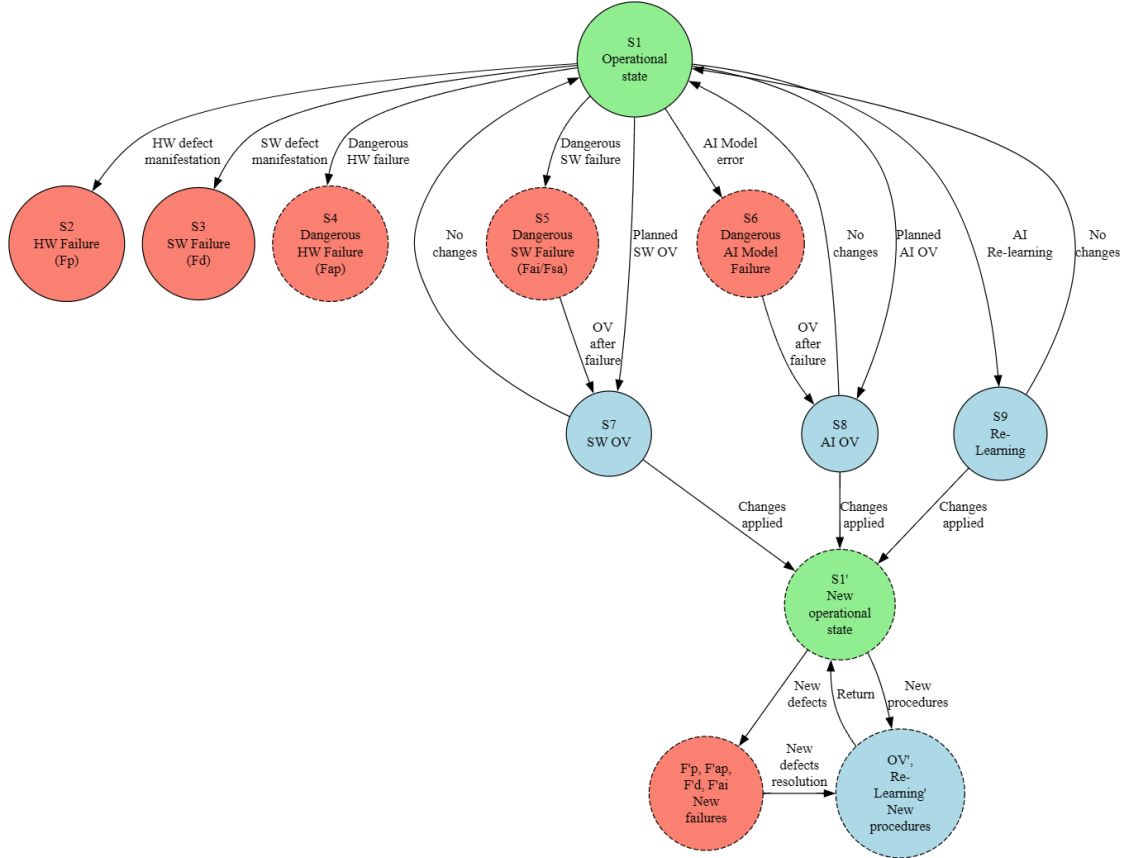 S1
Operational
state
HW defect
manifestation
SW defect
manifestation
Dangerous
HW failure
Dangerous
SW failure
AI Model
error
S2
HW Failure
(Fp)
S3
SW Failure
(Fd)
S4
Dangerous
HW Failure
(Fap)
No
changes
S5
Dangerous
SW Failure
(Fai/Fsa)
Planned
SW OV
S6
Dangerous
AI Model
Failure
No
changes
Planned
AI OV
AI
Re-learning
No
changes
OV
after
failure
OV
after
failure
S7
SW OV
S8
AI OV
S9
Re-
Learning
Changes
applied
Changes
applied
Changes
applied
S1'
New
operational
state
New
defects
Return
New
procedures
F'p, F'ap,
F'd, F'ai
New
failures
New
defects
resolution
OV',
Re-
Learning'
New
procedures